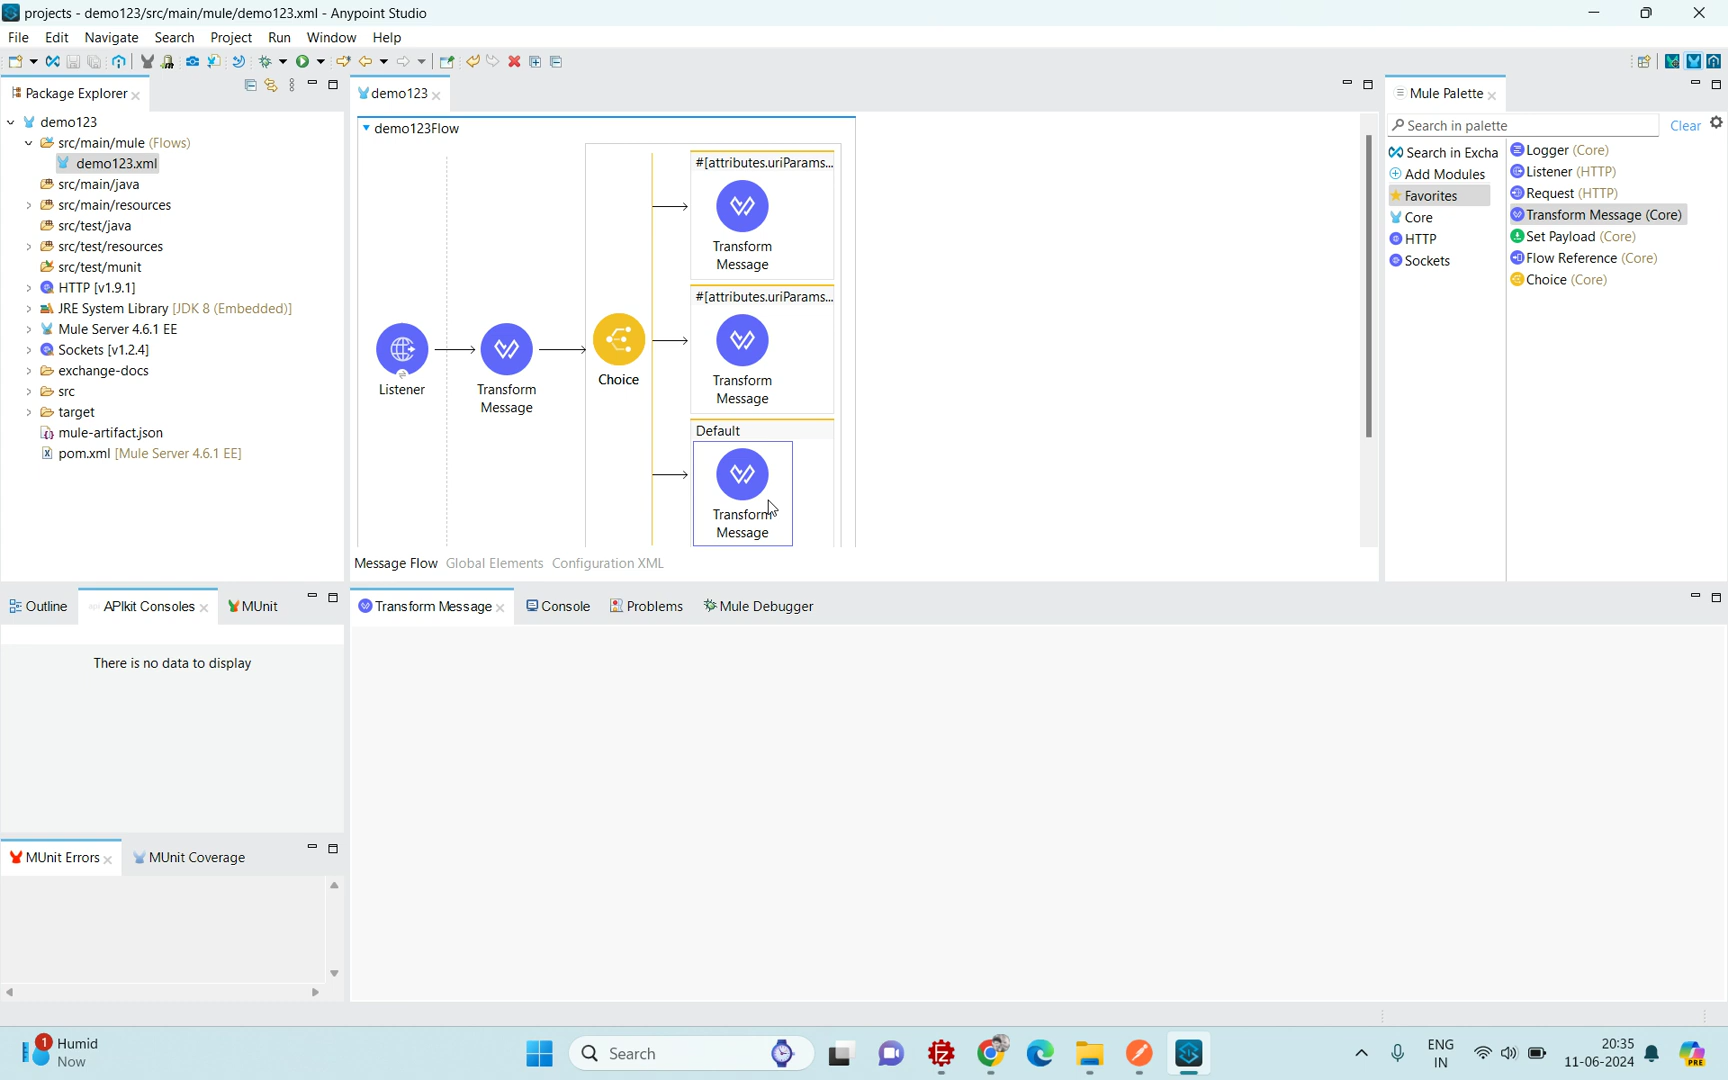 projects - demo123/src/main/mule/demo123.xml - Anypoint Studio
File Edit Navigate Search Project Run Window Help
Package Explorer
demo123
src/main/mule (Flows)
demo123.xml
src/main/java
src/main/resources
src/test/java
src/test/resources
src/test/munit
HTTP [v1.9.1]
JRE System Library [JDK 8 (Embedded)]
Mule Server 4.6.1 EE
Sockets [v1.2.4]
exchange-docs
src
target
mule-artifact.json
pom.xml [Mule Server 4.6.1 EE]
demo123
demo123Flow
#[attributes.uriParams...
Transform
Message
#[attributes.uriParams...
Listener
Transform
Message
Choice
Transform
Message
Default
Transform
Message
Message Flow Global Elements Configuration XML
Mule Palette
Search in palette
Clear
Search in Excha
Add Modules
Favorites
Core
HTTP
Sockets
Logger (Core)
Listener (HTTP)
Request (HTTP)
Transform Message (Core)
Set Payload (Core)
Flow Reference (Core)
Choice (Core)
Outline APIkit Consoles MUnit
There is no data to display
Transform Message Console Problems Mule Debugger
MUnit Errors MUnit Coverage
1
Humid
Now
Search
ENG
IN
20:35
11-06-2024
PRE